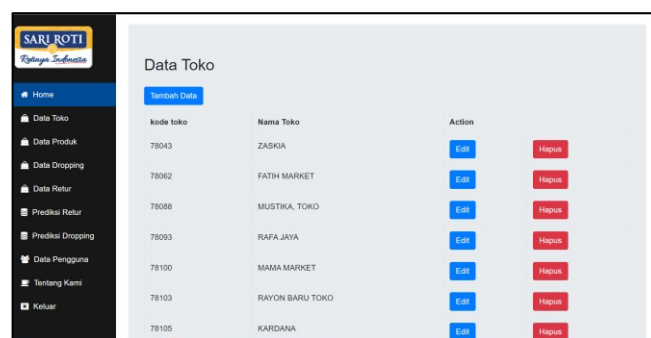 SARI ROTI
Rotinya Indonesia
Home
Data Toko
Data Produk
Data Dropping
Data Retur
Prediksi Retur
Prediksi Dropping
Data Pengguna
Tentang Kami
Keluar
Data Toko
Tambah Data
kode toko Nama Toko Action
78043 ZASKIA Edit Hapus
78062 FATIH MARKET Edit Hapus
78088 MUSTIKA, TOKO Edit Hapus
78093 RAFA JAYA Edit Hapus
78100 MAMA MARKET Edit Hapus
78103 RAYON BARU TOKO Edit Hapus
78105 KARDANA Edit Hapus